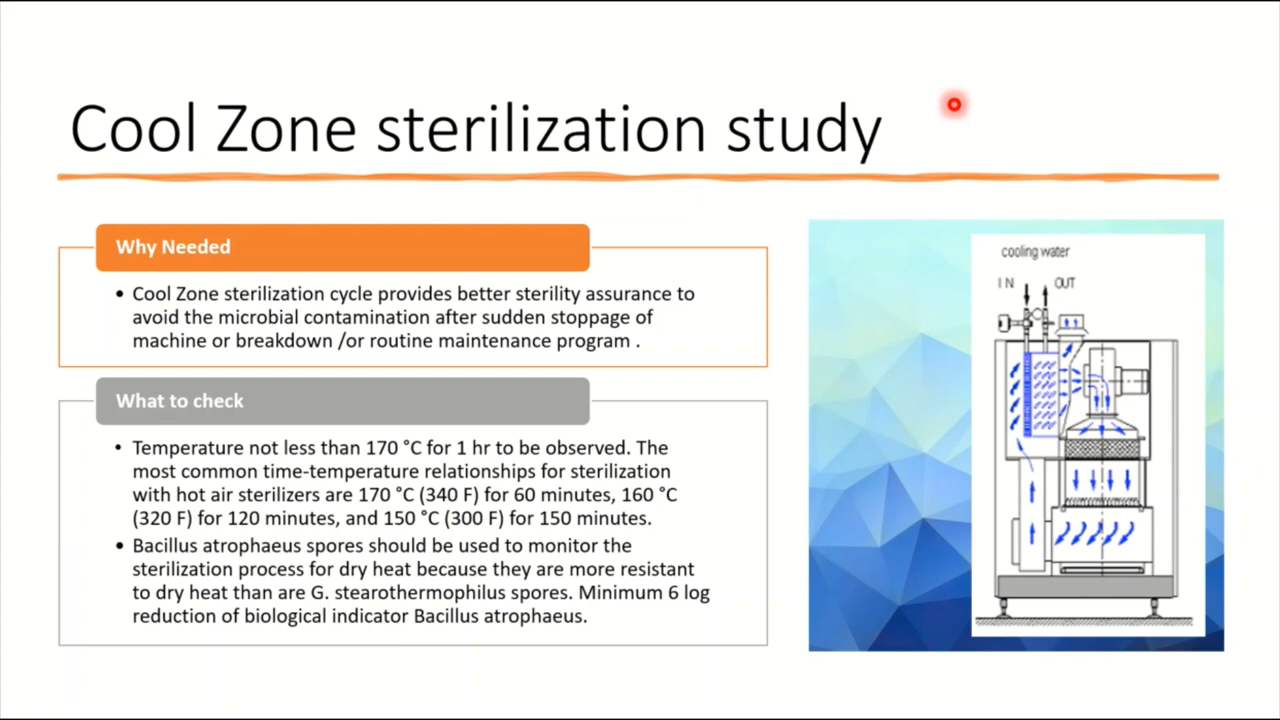 Cool Zone sterilization study
Why Needed
• Cool Zone sterilization cycle provides better sterility assurance to
avoid the microbial contamination after sudden stoppage of
machine or breakdown /or routine maintenance program .
What to check
• Temperature not less than 170 °C for 1 hr to be observed. The
most common time-temperature relationships for sterilization
with hot air sterilizers are 170 °C (340 F) for 60 minutes, 160 °C
(320 F) for 120 minutes, and 150 °C (300 F) for 150 minutes.
• Bacillus atrophaeus spores should be used to monitor the
sterilization process for dry heat because they are more resistant
to dry heat than are G. stearothermophilus spores. Minimum 6 log
reduction of biological indicator Bacillus atrophaeus.
cooling water
IN OUT